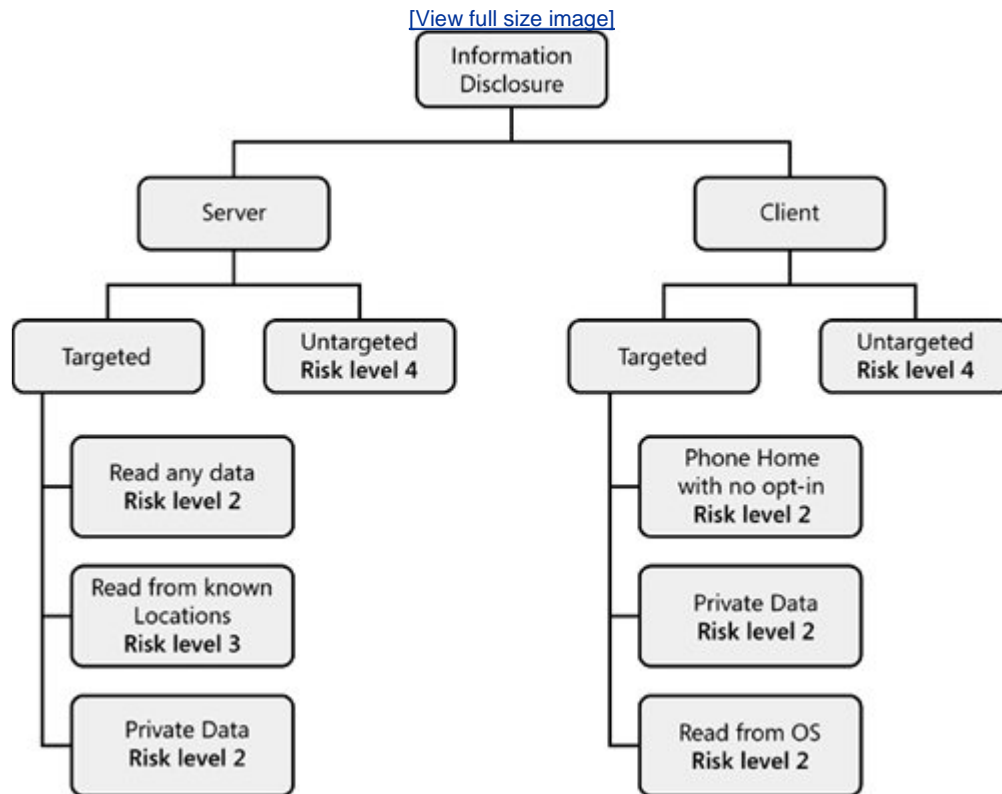 [View full size image]
Information
Disclosure
Server
Client
Targeted
Untargeted
Risk level 4
Targeted
Untargeted
Risk level 4
Read any data
Risk level 2
Read from known
Locations
Risk level 3
Private Data
Risk level 2
Phone Home
with no opt-in
Risk level 2
Private Data
Risk level 2
Read from OS
Risk level 2